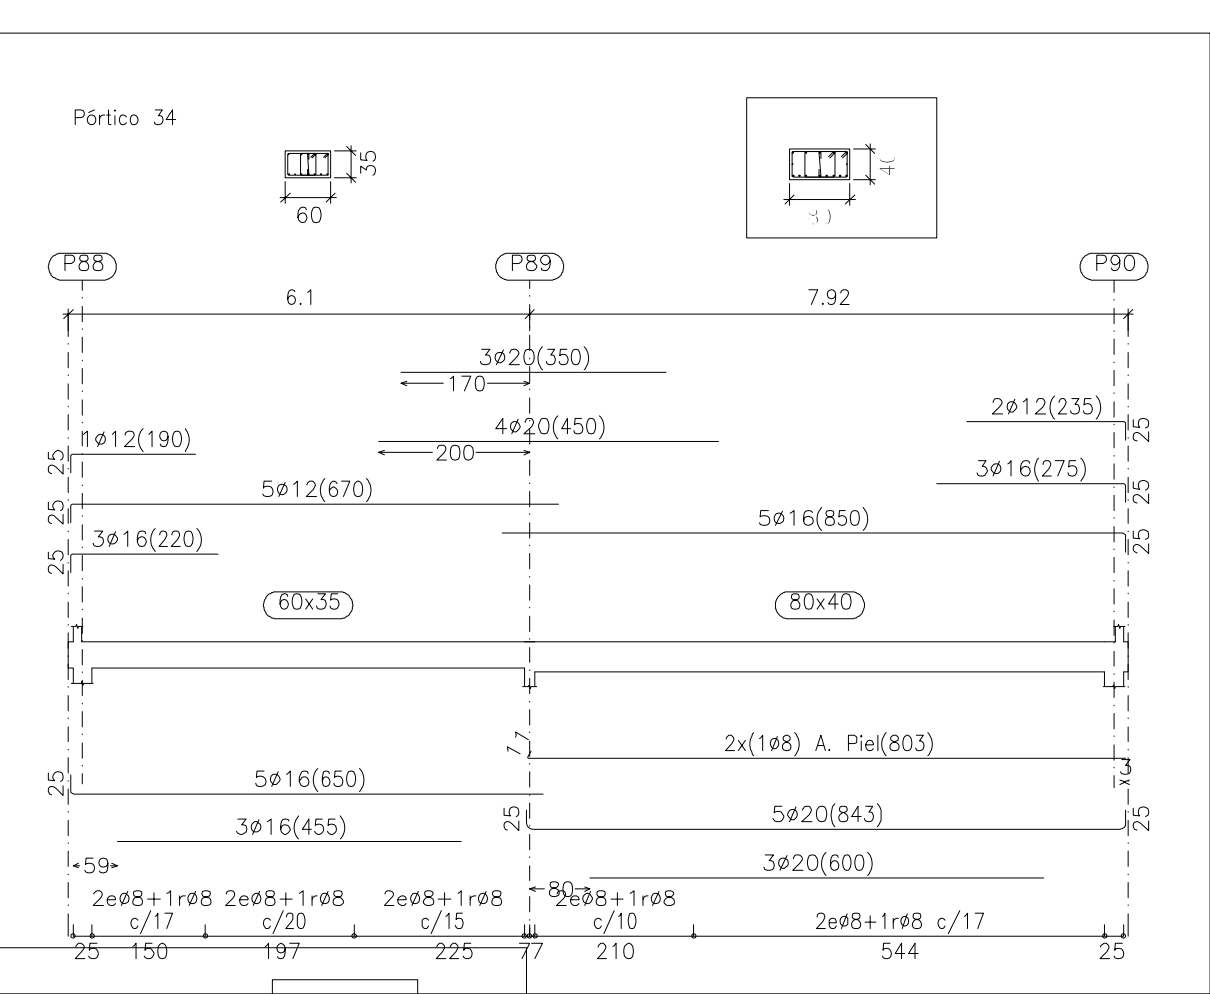 Pórtico 34
35
60
P88
P89
P90
6.1
7.92
3ø20(350)
170
2ø12(235)
25
4ø20(450)
200
1ø12(190)
25
3ø16(275)
25
5ø12(670)
25
5ø16(850)
25
3ø16(220)
25
60x35
80x40
2x(1ø8) A. Piel(803)
5ø16(650)
25
5ø20(843)
25
25
3ø16(455)
59
3ø20(600)
80
2eø8+1rø8 2eø8+1rø8 2eø8+1rø8 2eø8+1rø8
c/17 c/20 c/15 c/10 2eø8+1rø8 c/17
25 150 197 225 77 210 544 25